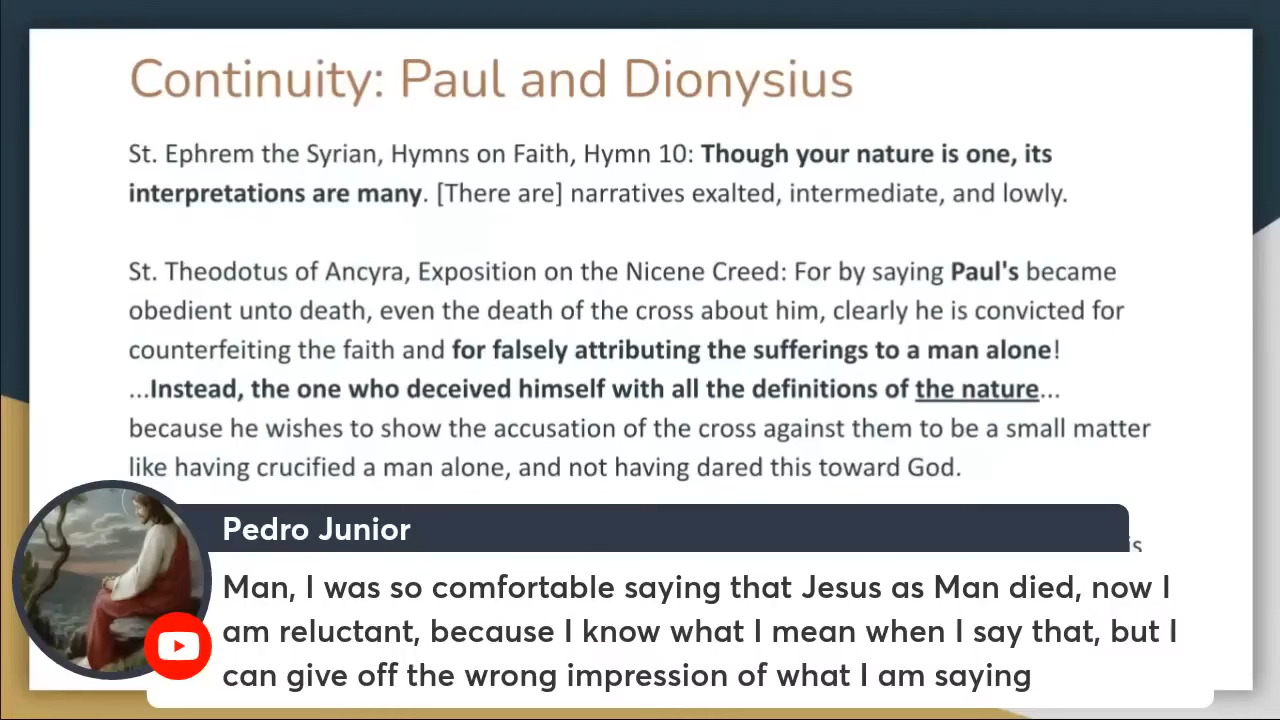 Continuity: Paul and Dionysius
St. Ephrem the Syrian, Hymns on Faith, Hymn 10: Though your nature is one, its
interpretations are many. [There are] narratives exalted, intermediate, and lowly.
St. Theodotus of Ancyra, Exposition on the Nicene Creed: For by saying Paul's became
obedient unto death, even the death of the cross about him, clearly he is convicted for
counterfeiting the faith and for falsely attributing the sufferings to a man alone!
...Instead, the one who deceived himself with all the definitions of the nature...
because he wishes to show the accusation of the cross against them to be a small matter
like having crucified a man alone, and not having dared this toward God.
Pedro Junior
Man, I was so comfortable saying that Jesus as Man died, now I
am reluctant, because I know what I mean when I say that, but I
can give off the wrong impression of what I am saying